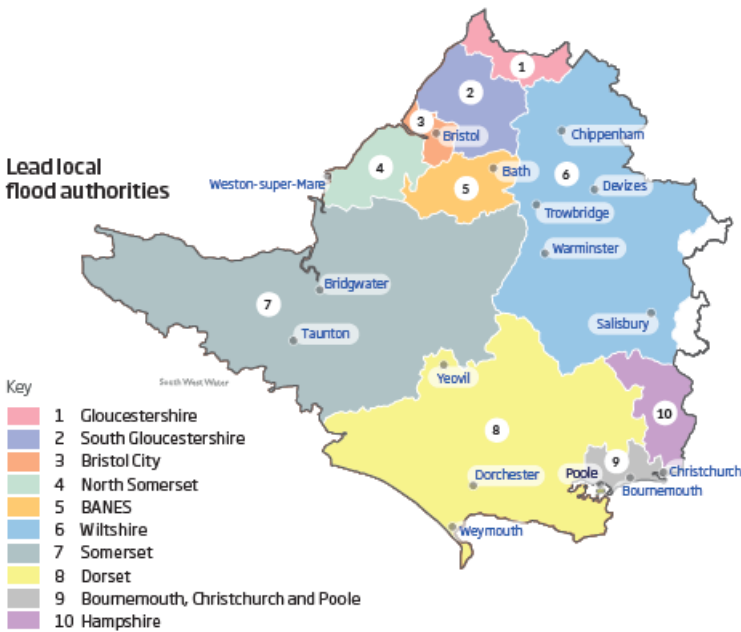 Lead local
flood authorities
1
2
3
Bristol
Chippenham
4
Bath
6
Weston-super-Mare
5
Devizes
Trowbridge
Warminster
Bridgwater
7
Salisbury
Taunton
South West Water
Yeovil
10
8
9
Christchurch
Poole
Dorchester
Bournemouth
Weymouth
Key
1 Gloucestershire
2 South Gloucestershire
3 Bristol City
4 North Somerset
5 BANES
6 Wiltshire
7 Somerset
8 Dorset
9 Bournemouth, Christchurch and Poole
10 Hampshire